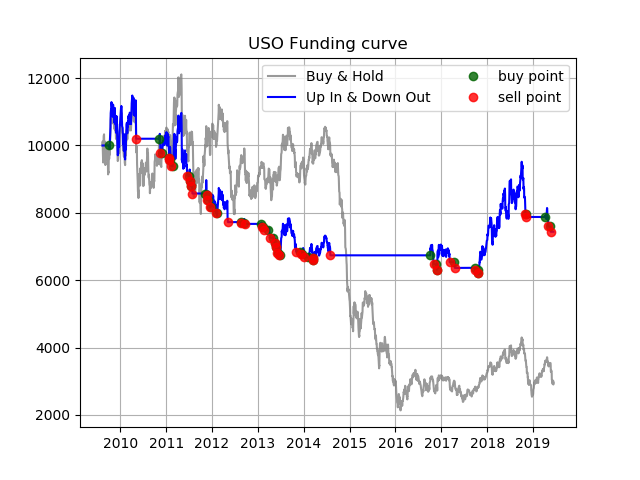 USO Funding curve
Buy & Hold
Up In & Down Out
buy point
sell point
12000
10000
8000
6000
4000
2000
2010 2011 2012 2013 2014 2015 2016 2017 2018 2019